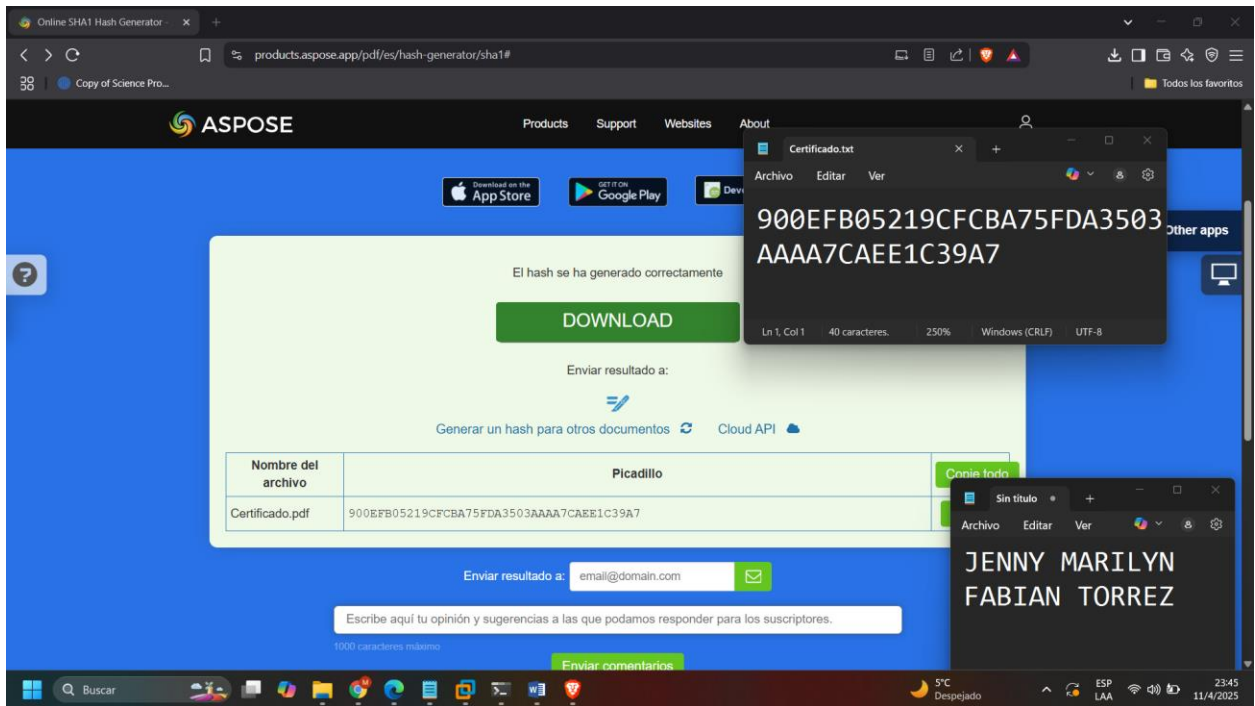 Online SHA1 Hash Generator
products.aspose.app/pdf/es/hash-generator/sha1#
Copy of Science Pro...
Todos los favoritos
ASPOSE
Products
Support
Websites
About
Download on the
App Store
GET IT ON
Google Play
Certificado.txt
Archivo
Editar
Ver
900EFB05219CFCBA75FDA3503
AAAA7CAEE1C39A7
Ln 1, Col 1
40 caracteres.
250%
Windows (CRLF)
UTF-8
Other apps
El hash se ha generado correctamente
DOWNLOAD
Enviar resultado a:
Generar un hash para otros documentos
Cloud API
Nombre del
archivo
Picadillo
Copie todo
Certificado.pdf
900EFB05219CFCBA75FDA3503AAAA7CAEE1C39A7
Sin título
Archivo
Editar
Ver
JENNY MARILYN
FABIAN TORREZ
Enviar resultado a:
email@domain.com
Escribe aquí tu opinión y sugerencias a las que podamos responder para los suscriptores.
1000 caracteres máximo
Enviar comentarios
Buscar
5°C
Despejado
ESP
LAA
23:45
11/4/2025